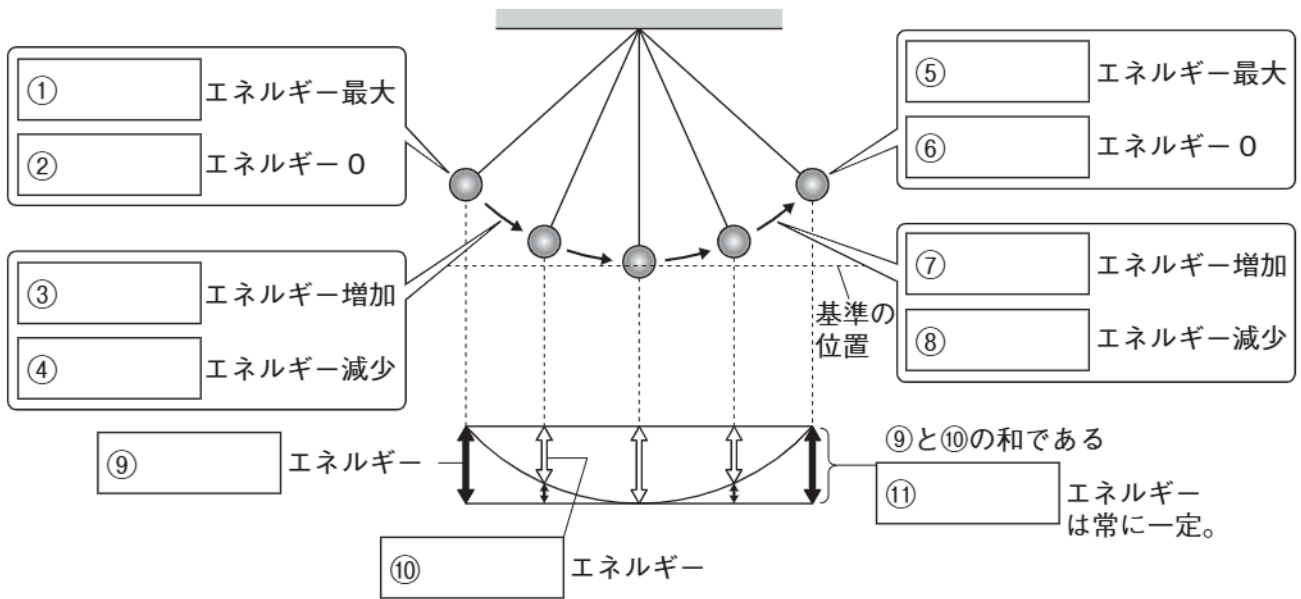 ① エネルギー最大
② エネルギー 0
③ エネルギー増加
④ エネルギー減少
⑤ エネルギー最大
⑥ エネルギー 0
⑦ エネルギー増加
⑧ エネルギー減少
基準の
位置
⑨ エネルギー
⑩ エネルギー
⑨と⑩の和である
⑪ エネルギー
は常に一定。